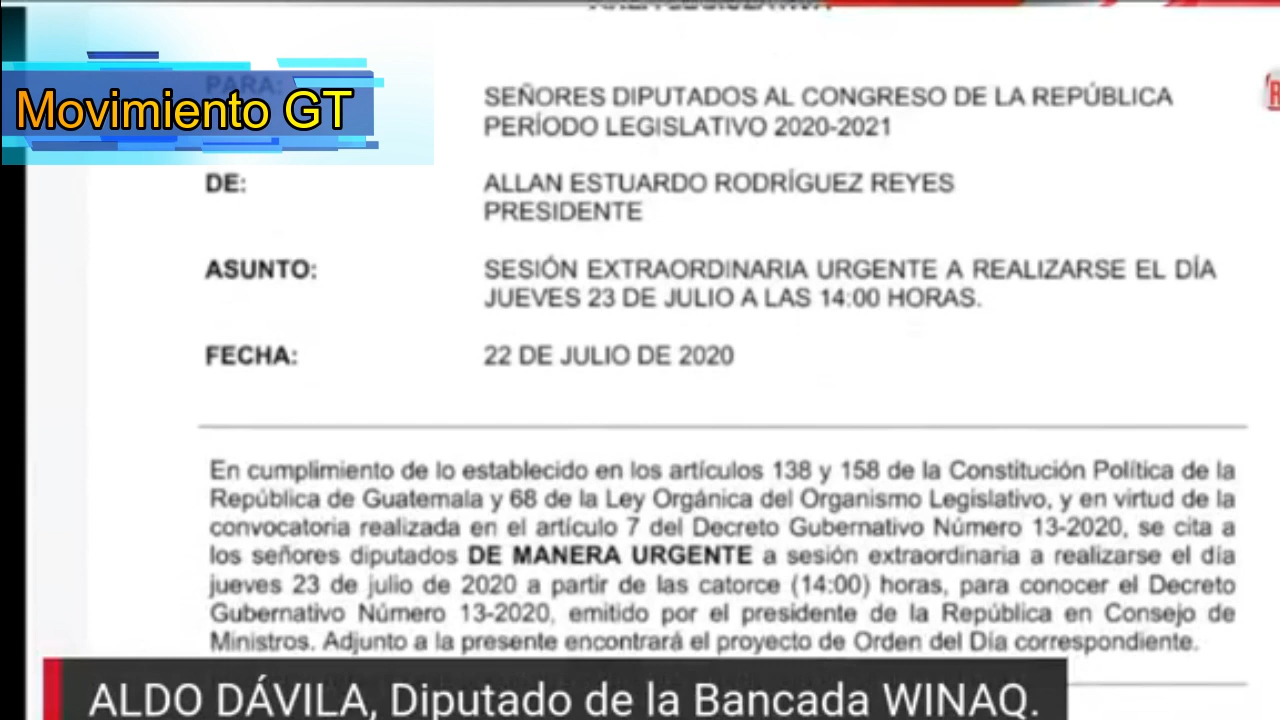 Movimiento GT
PARA:
SEÑORES DIPUTADOS AL CONGRESO DE LA REPÚBLICA
PERÍODO LEGISLATIVO 2020-2021
DE:
ALLAN ESTUARDO RODRÍGUEZ REYES
PRESIDENTE
ASUNTO:
SESIÓN EXTRAORDINARIA URGENTE A REALIZARSE EL DÍA
JUEVES 23 DE JULIO A LAS 14:00 HORAS.
FECHA:
22 DE JULIO DE 2020
En cumplimiento de lo establecido en los artículos 138 y 158 de la Constitución Política de la
República de Guatemala y 68 de la Ley Orgánica del Organismo Legislativo, y en virtud de la
convocatoria realizada en el artículo 7 del Decreto Gubernativo Número 13-2020, se cita a
los señores diputados DE MANERA URGENTE a sesión extraordinaria a realizarse el día
jueves 23 de julio de 2020 a partir de las catorce (14:00) horas, para conocer el Decreto
Gubernativo Número 13-2020, emitido por el presidente de la República en Consejo de
Ministros. Adjunto a la presente encontrará el proyecto de Orden del Día correspondiente.
ALDO DÁVILA, Diputado de la Bancada WINAQ.